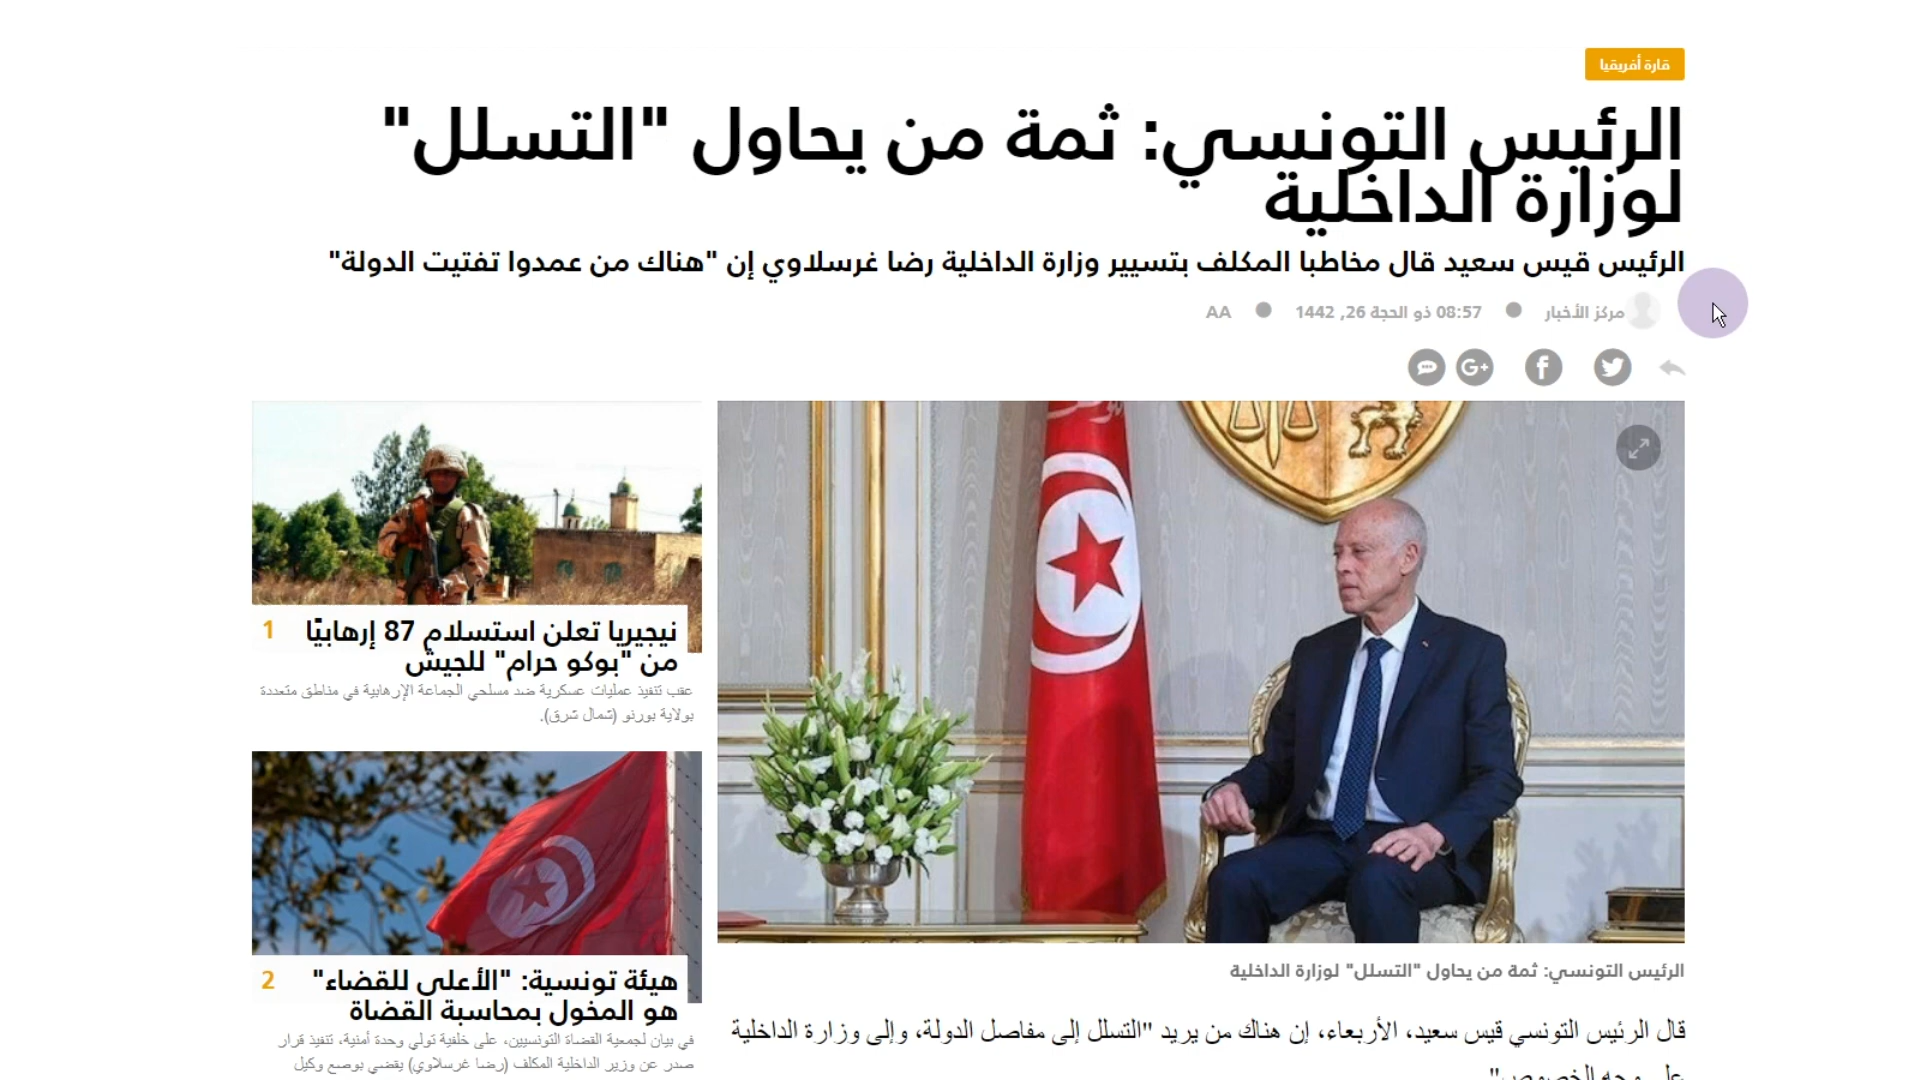 قارة أفريقيا
الرئيس التونسي: ثمة من يحاول "التسلل"
لوزارة الداخلية
الرئيس قيس سعيد قال مخاطبا المكلف بتسيير وزارة الداخلية رضا غرسلاوي إن "هناك من عمدوا تفتيت الدولة"
مركز الأخبار ● 08:57 ذو الحجة 26, 1442 ● AA
الرئيس التونسي: ثمة من يحاول "التسلل" لوزارة الداخلية
قال الرئيس التونسي قيس سعيد، الأربعاء، إن هناك من يريد "التسلل إلى مفاصل الدولة، وإلى وزارة الداخلية
على وجه الخصوص"
1 نيجيريا تعلن استسلام 87 إرهابيًا
من "بوكو حرام" للجيش
عقب تنفيذ عمليات عسكرية ضد مسلحي الجماعة الإرهابية في مناطق متعددة
بولاية بورنو (شمال شرق).
2 هيئة تونسية: "الأعلى للقضاء"
هو المخول بمحاسبة القضاة
في بيان لجمعية القضاة التونسيين، على خلفية تولي وحدة أمنية، تنفيذ قرار
صدر عن وزير الداخلية المكلف (رضا غرسلاوي) يقضي بوضع وكيل